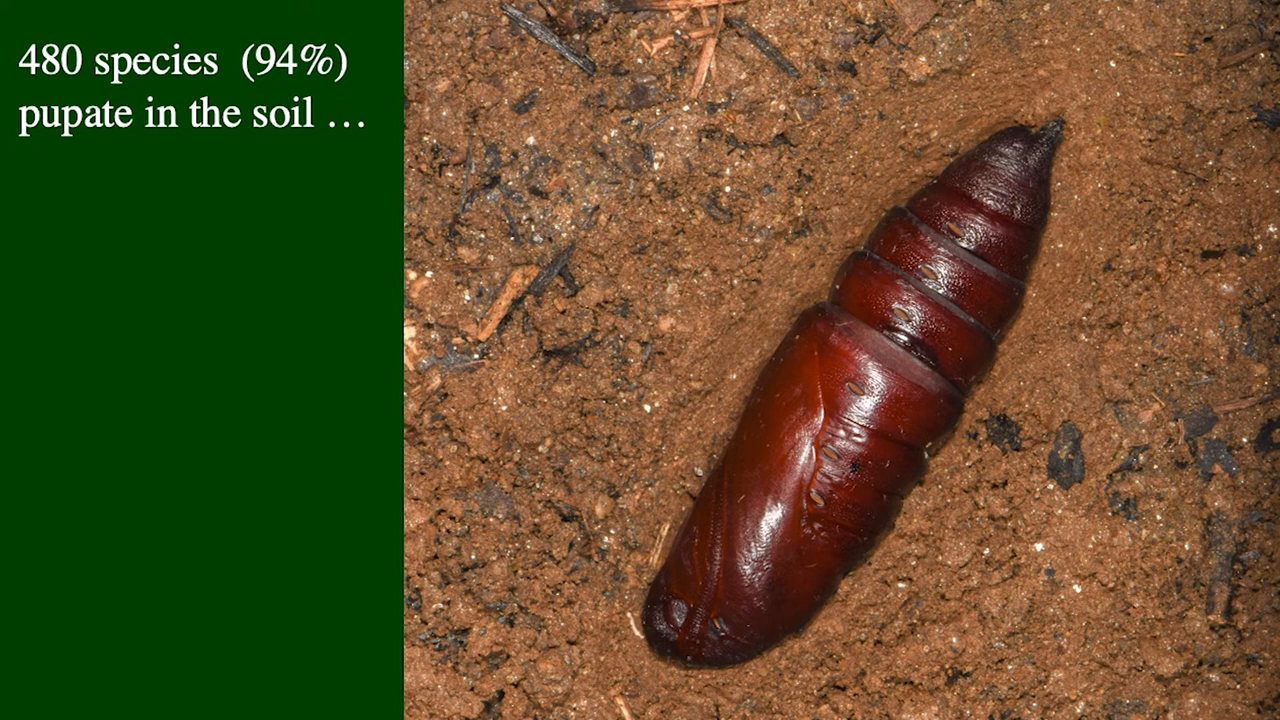 480 species  (94%)
pupate in the soil …